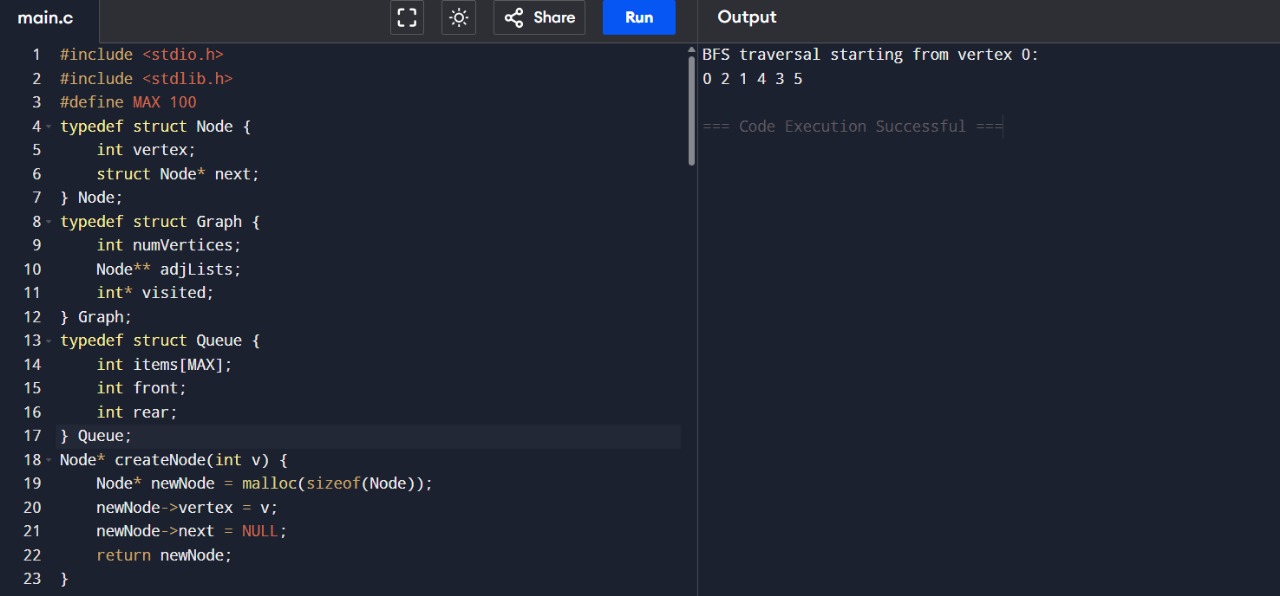 main.c
Share
Run
Output
1 #include <stdio.h>
2 #include <stdlib.h>
3 #define MAX 100
4 typedef struct Node {
5     int vertex;
6     struct Node* next;
7 } Node;
8 typedef struct Graph {
9     int numVertices;
10     Node** adjLists;
11     int* visited;
12 } Graph;
13 typedef struct Queue {
14     int items[MAX];
15     int front;
16     int rear;
17 } Queue;
18 Node* createNode(int v) {
19     Node* newNode = malloc(sizeof(Node));
20     newNode->vertex = v;
21     newNode->next = NULL;
22     return newNode;
23 }
BFS traversal starting from vertex 0:
0 2 1 4 3 5
=== Code Execution Successful ===